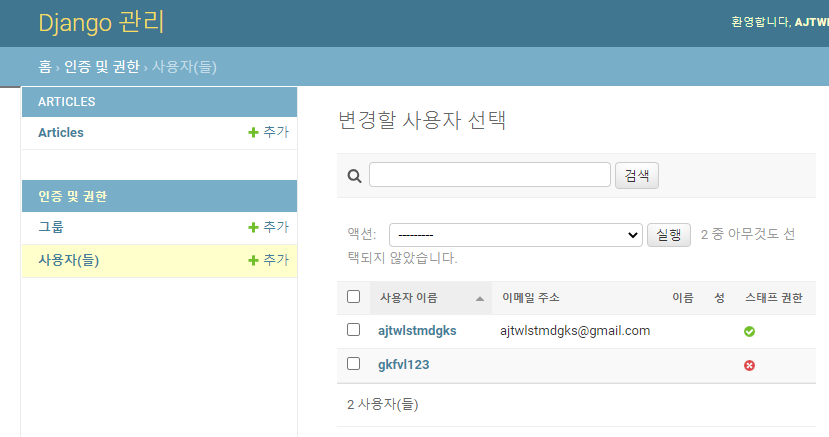 Django 관리
환영합니다, AJTWI
홈 › 인증 및 권한 › 사용자(들)
ARTICLES
Articles + 추가
인증 및 권한
그룹 + 추가
사용자(들) + 추가
변경할 사용자 선택
검색
액션: --------- 실행 2 중 아무것도 선
택되지 않았습니다.
사용자 이름 이메일 주소 이름 성 스태프 권한
ajtwlstmdgks ajtwlstmdgks@gmail.com
gkfvl123
2 사용자(들)